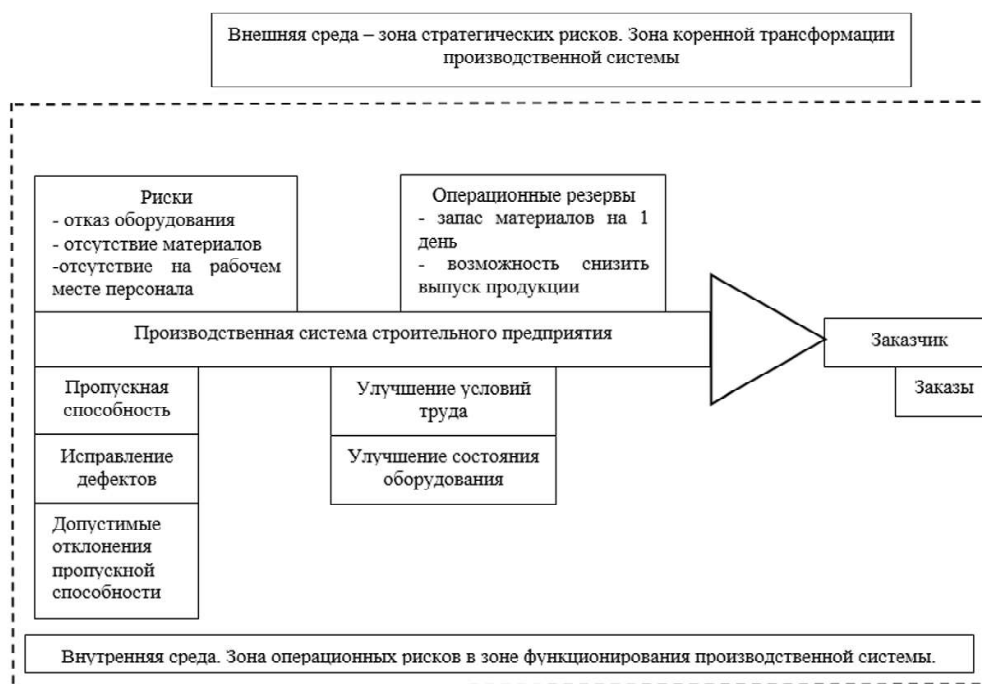 Внешняя среда – зона стратегических рисков. Зона коренной трансформации
производственной системы
Риски
- отказ оборудования
- отсутствие материалов
-отсутствие на рабочем
месте персонала
Операционные резервы
- запас материалов на 1
день
- возможность снизить
выпуск продукции
Производственная система строительного предприятия
Заказчик
Заказы
Пропускная
способность
Исправление
дефектов
Допустимые
отклонения
пропускной
способности
Улучшение условий
труда
Улучшение состояния
оборудования
Внутренняя среда. Зона операционных рисков в зоне функционирования производственной системы.